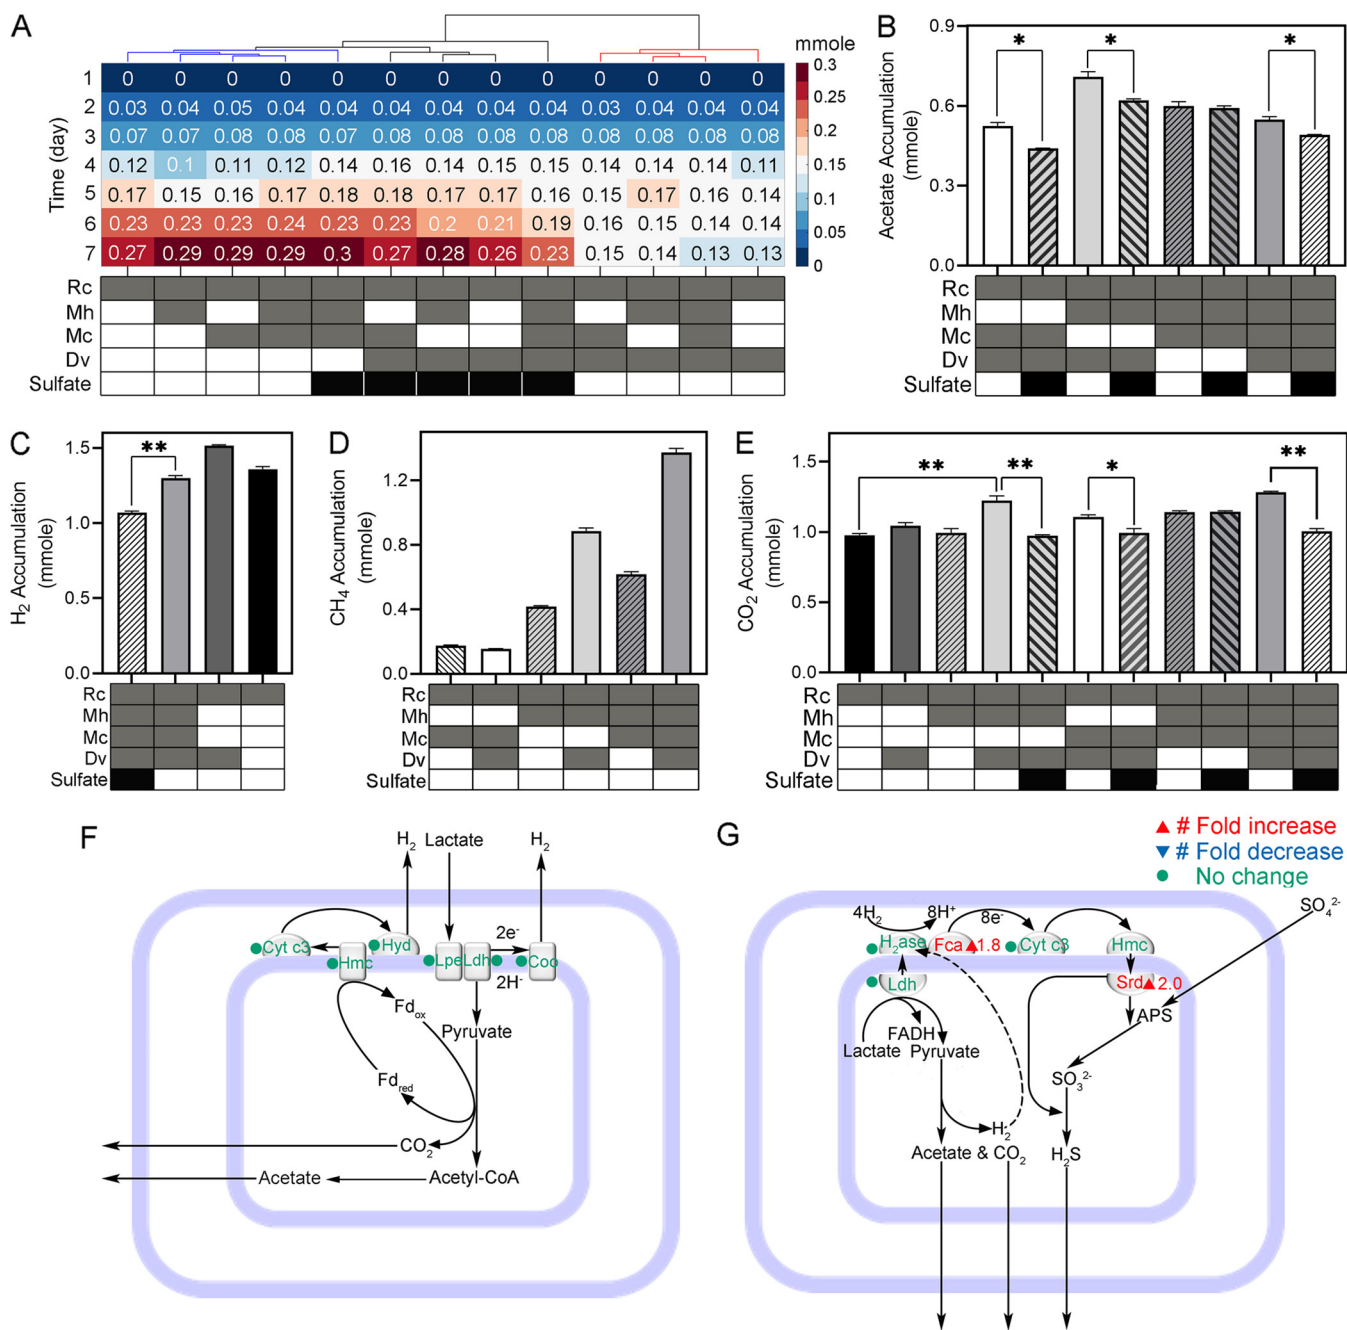 A
mmole
1 0 0 0 0 0 0 0 0 0 0 0 0 0
2 0.03 0.04 0.05 0.04 0.04 0.04 0.04 0.04 0.04 0.03 0.04 0.04 0.04
3 0.07 0.07 0.08 0.08 0.07 0.08 0.08 0.08 0.08 0.08 0.08 0.08 0.08
4 0.12 0.1 0.11 0.12 0.14 0.16 0.14 0.15 0.15 0.14 0.14 0.14 0.11
5 0.17 0.15 0.16 0.17 0.18 0.18 0.17 0.17 0.16 0.15 0.17 0.16 0.14
6 0.23 0.23 0.23 0.24 0.23 0.23 0.2 0.21 0.19 0.16 0.15 0.14 0.14
7 0.27 0.29 0.29 0.29 0.3 0.27 0.28 0.26 0.23 0.15 0.14 0.13 0.13
Time (day)
0.3
0.25
0.2
0.15
0.1
0.05
0
Rc
Mh
Mc
Dv
Sulfate
B
Acetate Accumulation
(mmole)
0.9
0.6
0.3
0.0
* * *
Rc
Mh
Mc
Dv
Sulfate
C
H2 Accumulation
(mmole)
1.5
1.0
0.5
0.0
**
Rc
Mh
Mc
Dv
Sulfate
D
CH4 Accumulation
(mmole)
1.2
0.8
0.4
0.0
Rc
Mh
Mc
Dv
Sulfate
E
CO2 Accumulation
(mmole)
1.5
1.0
0.5
0.0
** ** * **
Rc
Mh
Mc
Dv
Sulfate
F
H2
Lactate
H2
Cyt c3
Hyd
Hmc
Lpe
Ldh
2e-
2H-
Coo
Fdox
Pyruvate
Fdred
CO2
Acetate
Acetyl-CoA
G
▲ # Fold increase
▼ # Fold decrease
● No change
SO4 2-
4H2
8H+
8e-
H2ase
Fca▲1.8
Cyt c3
Hmc
Ldh
Srd▲2.0
FADH
APS
Lactate Pyruvate
SO3 2-
H2
Acetate & CO2
H2S